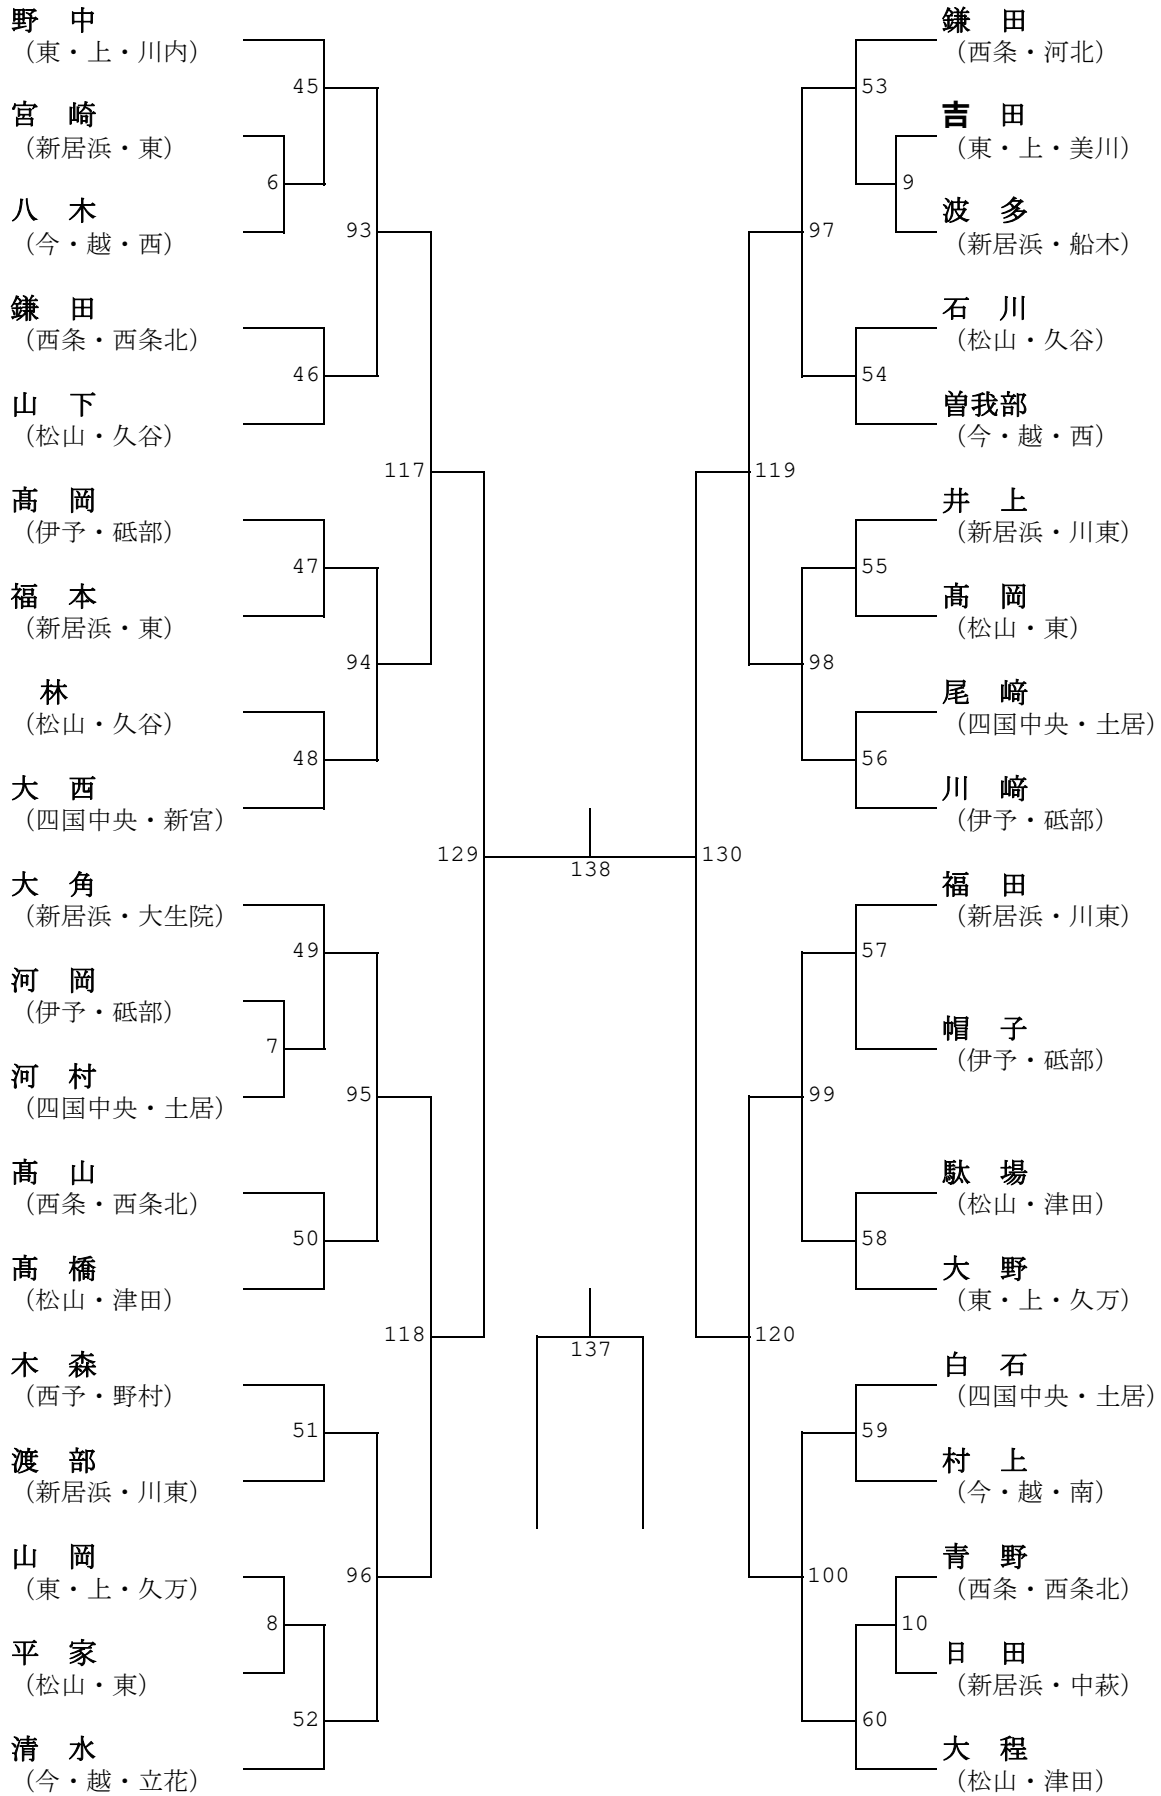 野　中
（東・上・川内）
45
宮　崎
（新居浜・東）
6
八　木
（今・越・西）
93
鎌　田
（西条・西条北）
46
山　下
（松山・久谷）
117
髙　岡
（伊予・砥部）
47
福　本
（新居浜・東）
94
林
（松山・久谷）
48
大　西
（四国中央・新宮）
129
大　角
（新居浜・大生院）
49
河　岡
（伊予・砥部）
7
河　村
（四国中央・土居）
95
髙　山
（西条・西条北）
50
髙　橋
（松山・津田）
118
木　森
（西予・野村）
51
渡　部
（新居浜・川東）
山　岡
（東・上・久万）
96
8
平　家
（松山・東）
52
清　水
（今・越・立花）
138
137
鎌　田
（西条・河北）
53
𠮷　田
（東・上・美川）
9
波　多
（新居浜・船木）
97
石　川
（松山・久谷）
54
曽我部
（今・越・西）
119
井　上
（新居浜・川東）
55
髙　岡
（松山・東）
98
尾　﨑
（四国中央・土居）
56
川　﨑
（伊予・砥部）
130
福　田
（新居浜・川東）
57
帽　子
（伊予・砥部）
99
駄　場
（松山・津田）
58
大　野
（東・上・久万）
120
白　石
（四国中央・土居）
59
村　上
（今・越・南）
青　野
（西条・西条北）
100
10
日　田
（新居浜・中萩）
60
大　程
（松山・津田）